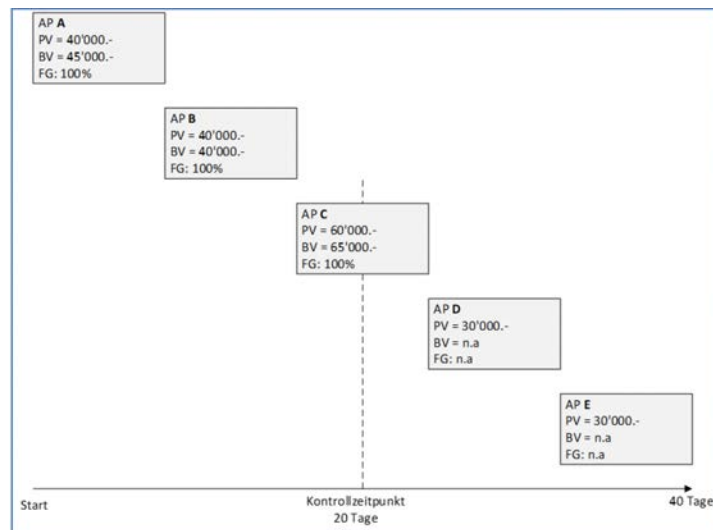 AP A
PV = 40'000.-
BV = 45'000.-
FG: 100%
AP B
PV = 40'000.-
BV = 40'000.-
FG: 100%
AP C
PV = 60'000.-
BV = 65'000.-
FG: 100%
AP D
PV = 30'000.-
BV = n.a
FG: n.a
AP E
PV = 30'000.-
BV = n.a
FG: n.a
Start
Kontrollzeitpunkt
20 Tage
40 Tage